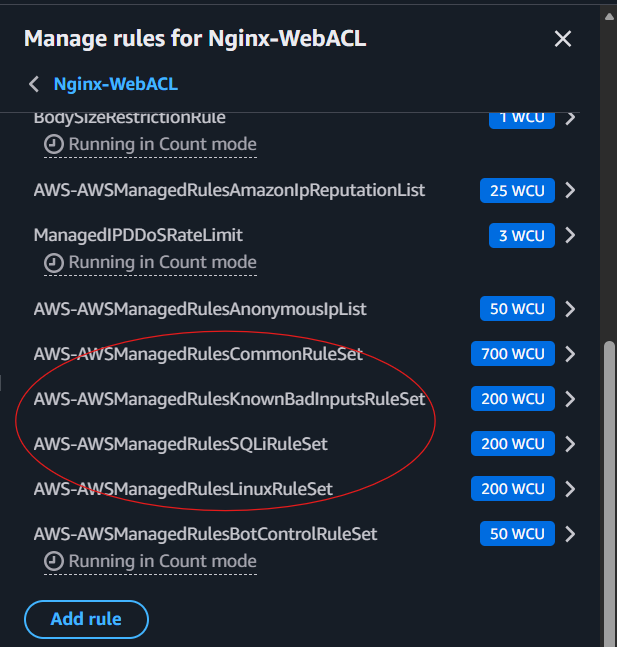 Manage rules for Nginx-WebACL
Nginx-WebACL
BodySizeRestrictionRule 1 WCU
Running in Count mode
AWS-AWSManagedRulesAmazonIpReputationList 25 WCU
ManagedIPDDoSRateLimit 3 WCU
Running in Count mode
AWS-AWSManagedRulesAnonymousIpList 50 WCU
AWS-AWSManagedRulesCommonRuleSet 700 WCU
AWS-AWSManagedRulesKnownBadInputsRuleSet 200 WCU
AWS-AWSManagedRulesSQLiRuleSet 200 WCU
AWS-AWSManagedRulesLinuxRuleSet 200 WCU
AWS-AWSManagedRulesBotControlRuleSet 50 WCU
Running in Count mode
Add rule